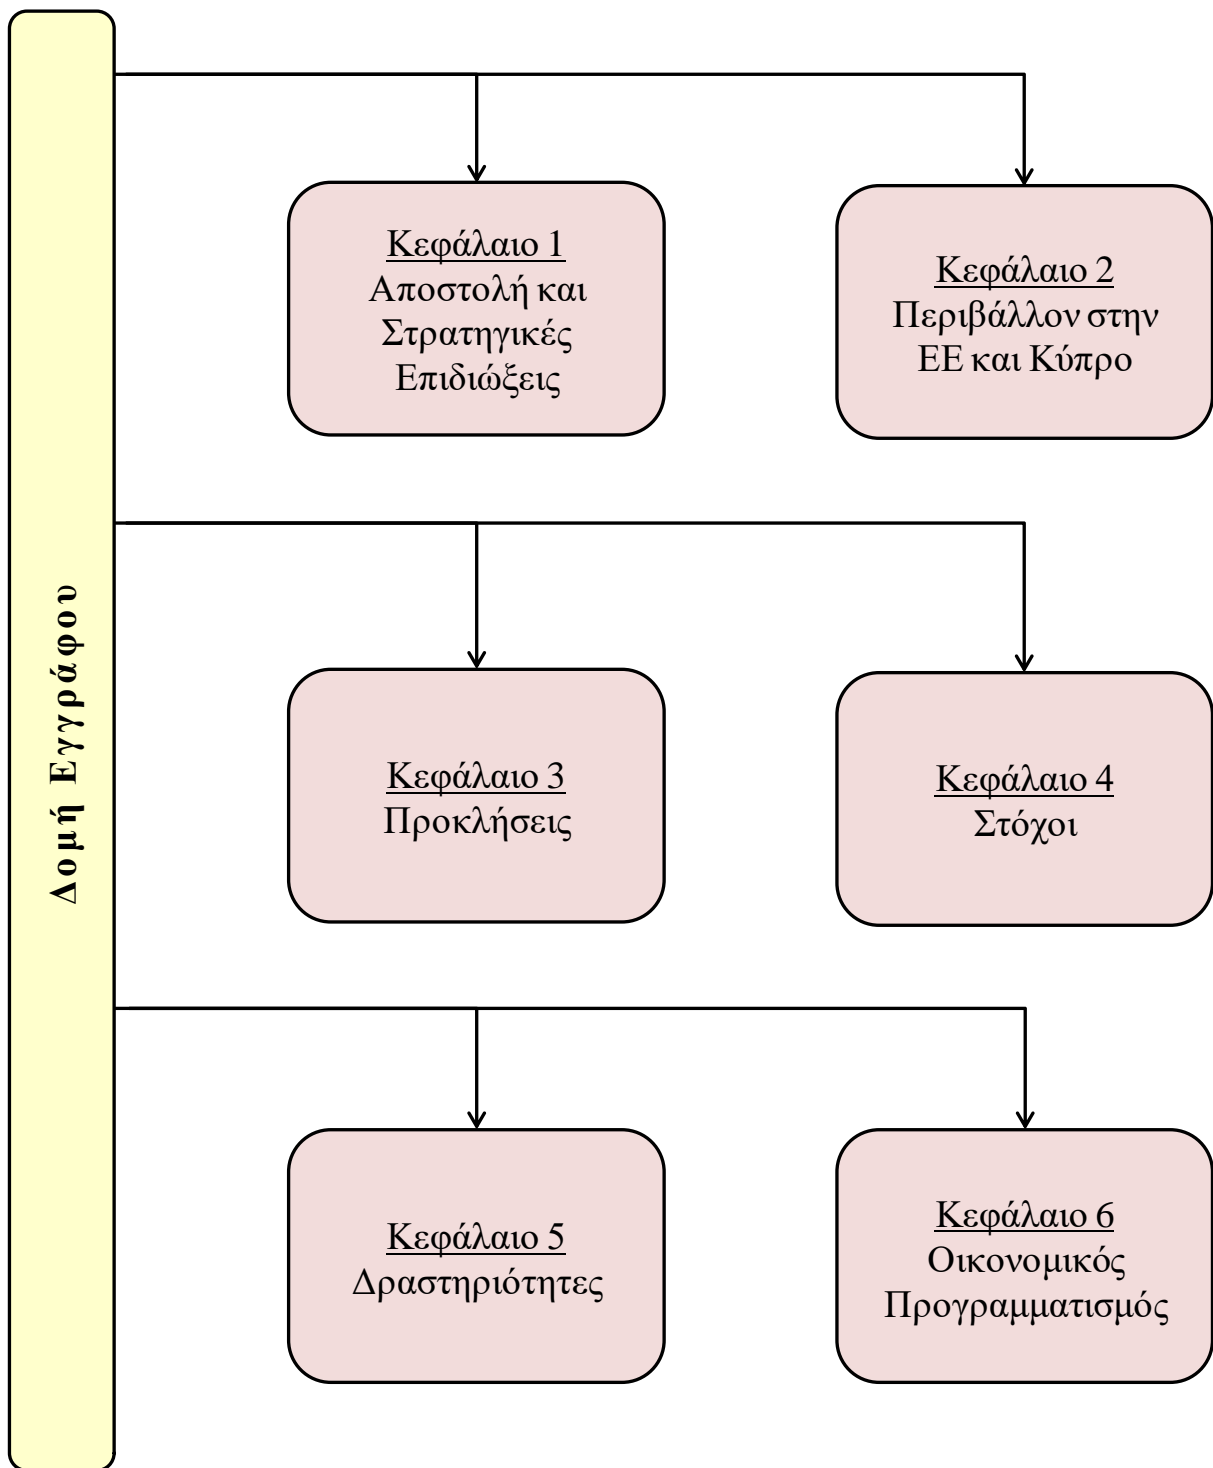 Δομή Εγγράφου
Κεφάλαιο 1
Αποστολή και
Στρατηγικές
Επιδιώξεις
Κεφάλαιο 2
Περιβάλλον στην
ΕΕ και Κύπρο
Κεφάλαιο 3
Προκλήσεις
Κεφάλαιο 4
Στόχοι
Κεφάλαιο 5
Δραστηριότητες
Κεφάλαιο 6
Οικονομικός
Προγραμματισμός